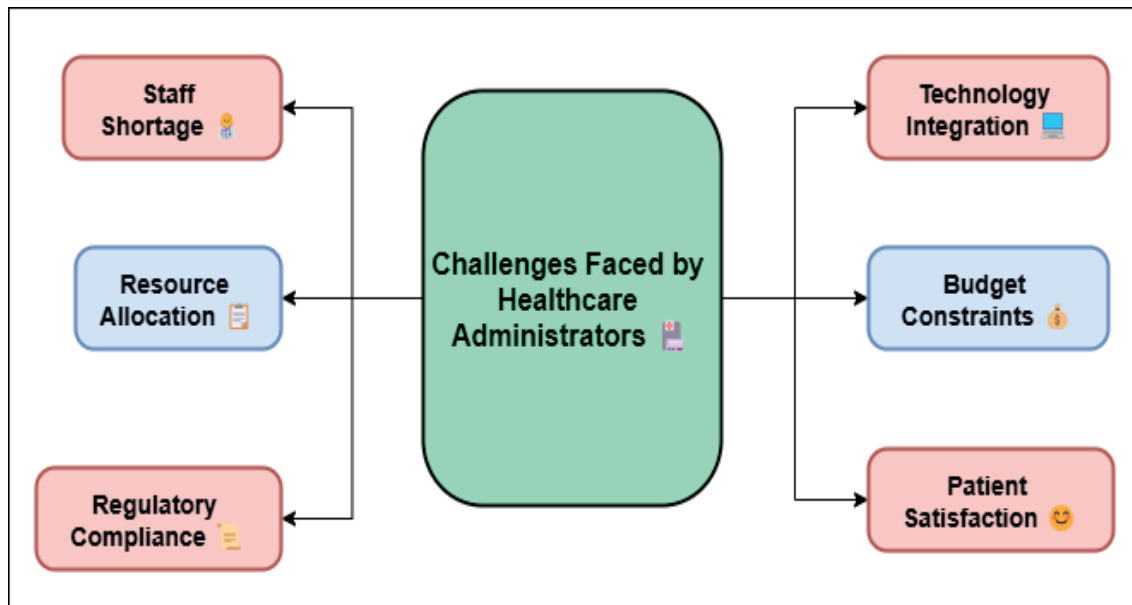 Staff
Shortage
Technology
Integration
Challenges Faced by
Healthcare
Administrators
Resource
Allocation
Budget
Constraints
Regulatory
Compliance
Patient
Satisfaction